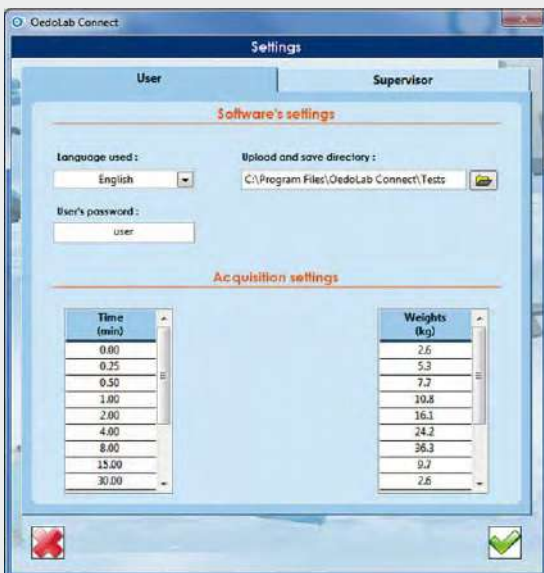 OedoLab Connect
Settings
User Supervisor
Software's settings
Language used : Upload and save directory :
English C:\Program Files\OedoLab Connect\Tests
User's password :
user
Acquisition settings
Time Weights
(min) (kg)
0.00 2.6
0.25 5.3
0.50 7.7
1.00 10.8
2.00 16.1
4.00 24.2
8.00 36.3
15.00 9.7
30.00 2.6